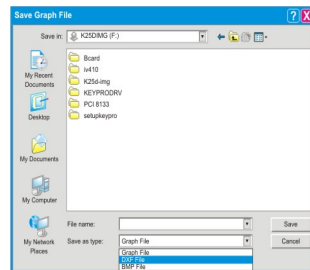 Save Graph File
Save in: K25DIMG (F:)
My Recent Documents
Desktop
My Documents
My Computer
My Network Places
Bcard
iv410
K25d-img
KEYPRODRV
PCI 8133
setupkeypro
File name:
Save
Save as type: Graph File
Cancel
Graph File
DXF File
BMP File